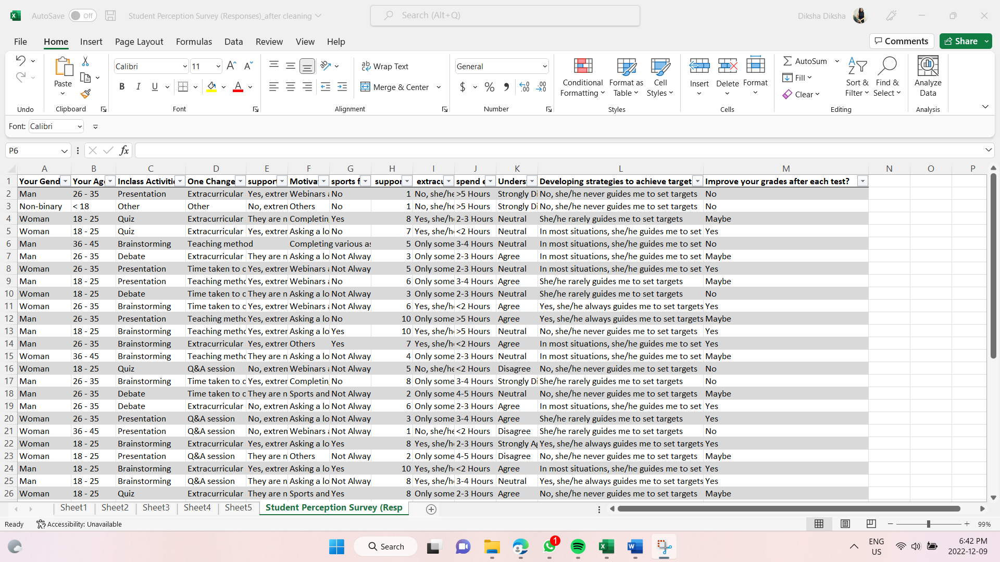 AutoSave Off Student Perception Survey (Responses)_after cleaning Search (Alt+Q) Diksha Diksha
File Home Insert Page Layout Formulas Data Review View Help Comments Share
Calibri 11 Wrap Text General AutoSum
Paste B I U Merge & Center $ % Conditional Formatting Format as Table Cell Styles Insert Delete Format Fill Clear Sort & Filter Find & Select Analyze Data
Undo Clipboard Font Alignment Number Styles Cells Editing Analysis
Font: Calibri
P6 fx
A B C D E F G H I J K L M N O P
1 Your Gend Your Ag Inclass Activiti One Change support Motiva sports f suppor extracu spend e Unders Developing strategies to achieve target Improve your grades after each test?
2 Man 26 - 35 Presentation Extracurricular Yes, extrer Webinars a No 1 No, she/he >5 Hours Strongly Di No, she/he never guides me to set targets No
3 Non-binary < 18 Other Other No, extren Others No 1 No, she/he >5 Hours Strongly Di No, she/he never guides me to set targets No
4 Woman 18 - 25 Quiz Extracurricular They are n Completin Yes 8 Yes, she/he 2-3 Hours Neutral She/he rarely guides me to set targets Maybe
5 Woman 18 - 25 Quiz Extracurricular Yes, extrer Asking a lo No 7 Yes, she/he <2 Hours Neutral In most situations, she/he guides me to set Yes
6 Man 36 - 45 Brainstorming Teaching method Completing various as 5 Only some 3-4 Hours Neutral In most situations, she/he guides me to set No
7 Man 26 - 35 Debate Extracurricular They are n Asking a lo Not Alway 3 Only some 2-3 Hours Agree In most situations, she/he guides me to set Maybe
8 Woman 26 - 35 Presentation Time taken to c Yes, extrer Webinars a Not Alway 5 Only some 2-3 Hours Neutral In most situations, she/he guides me to set Yes
9 Man 18 - 25 Presentation Teaching metho Yes, extrer Webinars a No 6 Only some 3-4 Hours Agree She/he rarely guides me to set targets Maybe
10 Woman 18 - 25 Debate Time taken to c They are n Asking a lo Not Alway 3 Only some 2-3 Hours Neutral She/he rarely guides me to set targets No
11 Woman 26 - 35 Brainstorming Time taken to c Yes, extrer Webinars a Not Alway 6 Yes, she/he <2 Hours Agree Yes, she/he always guides me to set targets Yes
12 Man 26 - 35 Presentation Teaching metho Yes, extrer Asking a lo No 10 Only some >5 Hours Agree Yes, she/he always guides me to set targets Maybe
13 Man 18 - 25 Brainstorming Teaching metho Yes, extrer Asking a lo Yes 10 Yes, she/he >5 Hours Neutral No, she/he never guides me to set targets Yes
14 Man 26 - 35 Brainstorming Extracurricular Yes, extrer Others Yes 7 Yes, she/he <2 Hours Agree In most situations, she/he guides me to set Yes
15 Woman 36 - 45 Brainstorming Teaching metho They are n Asking a lo Not Alway 4 Only some 2-3 Hours Neutral In most situations, she/he guides me to set Maybe
16 Woman 18 - 25 Quiz Q&A session No, extren Webinars a Not Alway 5 No, she/he <2 Hours Disagree No, she/he never guides me to set targets No
17 Man 26 - 35 Brainstorming Time taken to c Yes, extrer Completin No 8 Only some 3-4 Hours Strongly Di She/he rarely guides me to set targets No
18 Man 26 - 35 Debate Time taken to c They are n Sports and Not Alway 2 Only some 4-5 Hours Neutral No, she/he never guides me to set targets Maybe
19 Man 26 - 35 Debate Extracurricular No, extren Asking a lo Not Alway 6 Only some 2-3 Hours Agree In most situations, she/he guides me to set Yes
20 Woman 26 - 35 Presentation Q&A session No, extren Asking a lo Not Alway 3 Only some 3-4 Hours Agree She/he rarely guides me to set targets Yes
21 Woman 36 - 45 Presentation Q&A session No, extren Webinars a Not Alway 1 No, she/he <2 Hours Disagree She/he rarely guides me to set targets No
22 Woman 18 - 25 Brainstorming Extracurricular Yes, extrer Asking a lo Yes 8 Yes, she/he 2-3 Hours Strongly Ag Yes, she/he always guides me to set targets Yes
23 Woman 18 - 25 Presentation Q&A session They are n Others Not Alway 2 Only some 4-5 Hours Disagree No, she/he never guides me to set targets Maybe
24 Man 18 - 25 Brainstorming Extracurricular Yes, extrer Asking a lo Yes 10 Yes, she/he <2 Hours Agree In most situations, she/he guides me to set Yes
25 Man 18 - 25 Brainstorming Q&A session They are n Asking a lo Not Alway 8 Yes, she/he 3-4 Hours Neutral Yes, she/he always guides me to set targets Yes
26 Woman 18 - 25 Quiz Extracurricular They are n Sports and Yes 8 Only some 2-3 Hours Agree No, she/he never guides me to set targets Maybe
Sheet1 Sheet2 Sheet3 Sheet4 Sheet5 Student Perception Survey (Resp
Ready Accessibility: Unavailable 99%
Search 1 ENG US 6:42 PM
2022-12-09